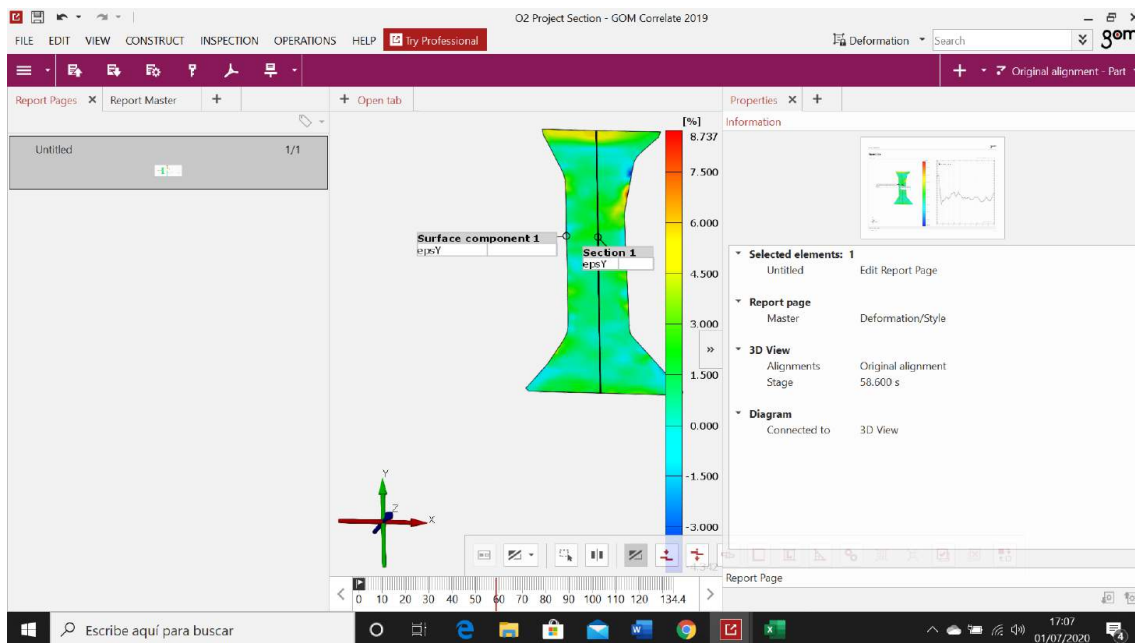 O2 Project Section - GOM Correlate 2019
FILE EDIT VIEW CONSTRUCT INSPECTION OPERATIONS HELP Try Professional Deformation Search gom
Original alignment - Part
Report Pages Report Master + + Open tab Properties +
Information
Untitled 1/1
[%]
8.737
7.500
6.000
4.500
3.000
1.500
0.000
-1.500
-3.000
Surface component 1
epsY
Section 1
epsY
Selected elements: 1
Untitled Edit Report Page
Report page
Master Deformation/Style
3D View
Alignments Original alignment
Stage 58.600 s
Diagram
Connected to 3D View
Y
Z
X
Report Page
0 10 20 30 40 50 60 70 80 90 100 110 120 134.4
Escribe aquí para buscar
17:07
01/07/2020
4